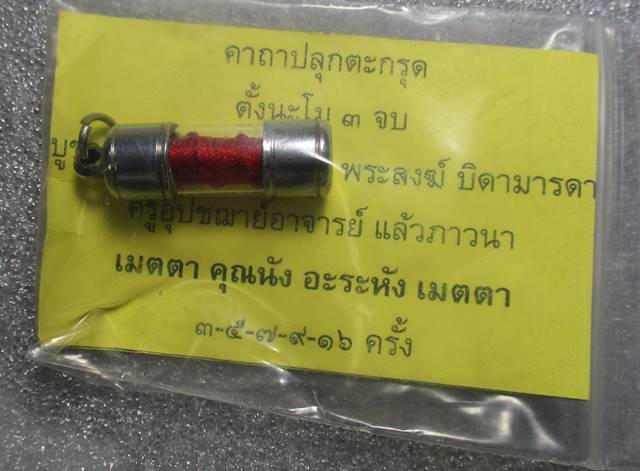 คาถาปลุกตะกรุด
ตั้งนะโม ๓ จบ
พระสงฆ์ บิดามารดา
ครูอุปัชฌาย์อาจารย์ แล้วภาวนา
เมตตา คุณนัง อะระหัง เมตตา
๓-๕-๗-๙-๑๖ ครั้ง